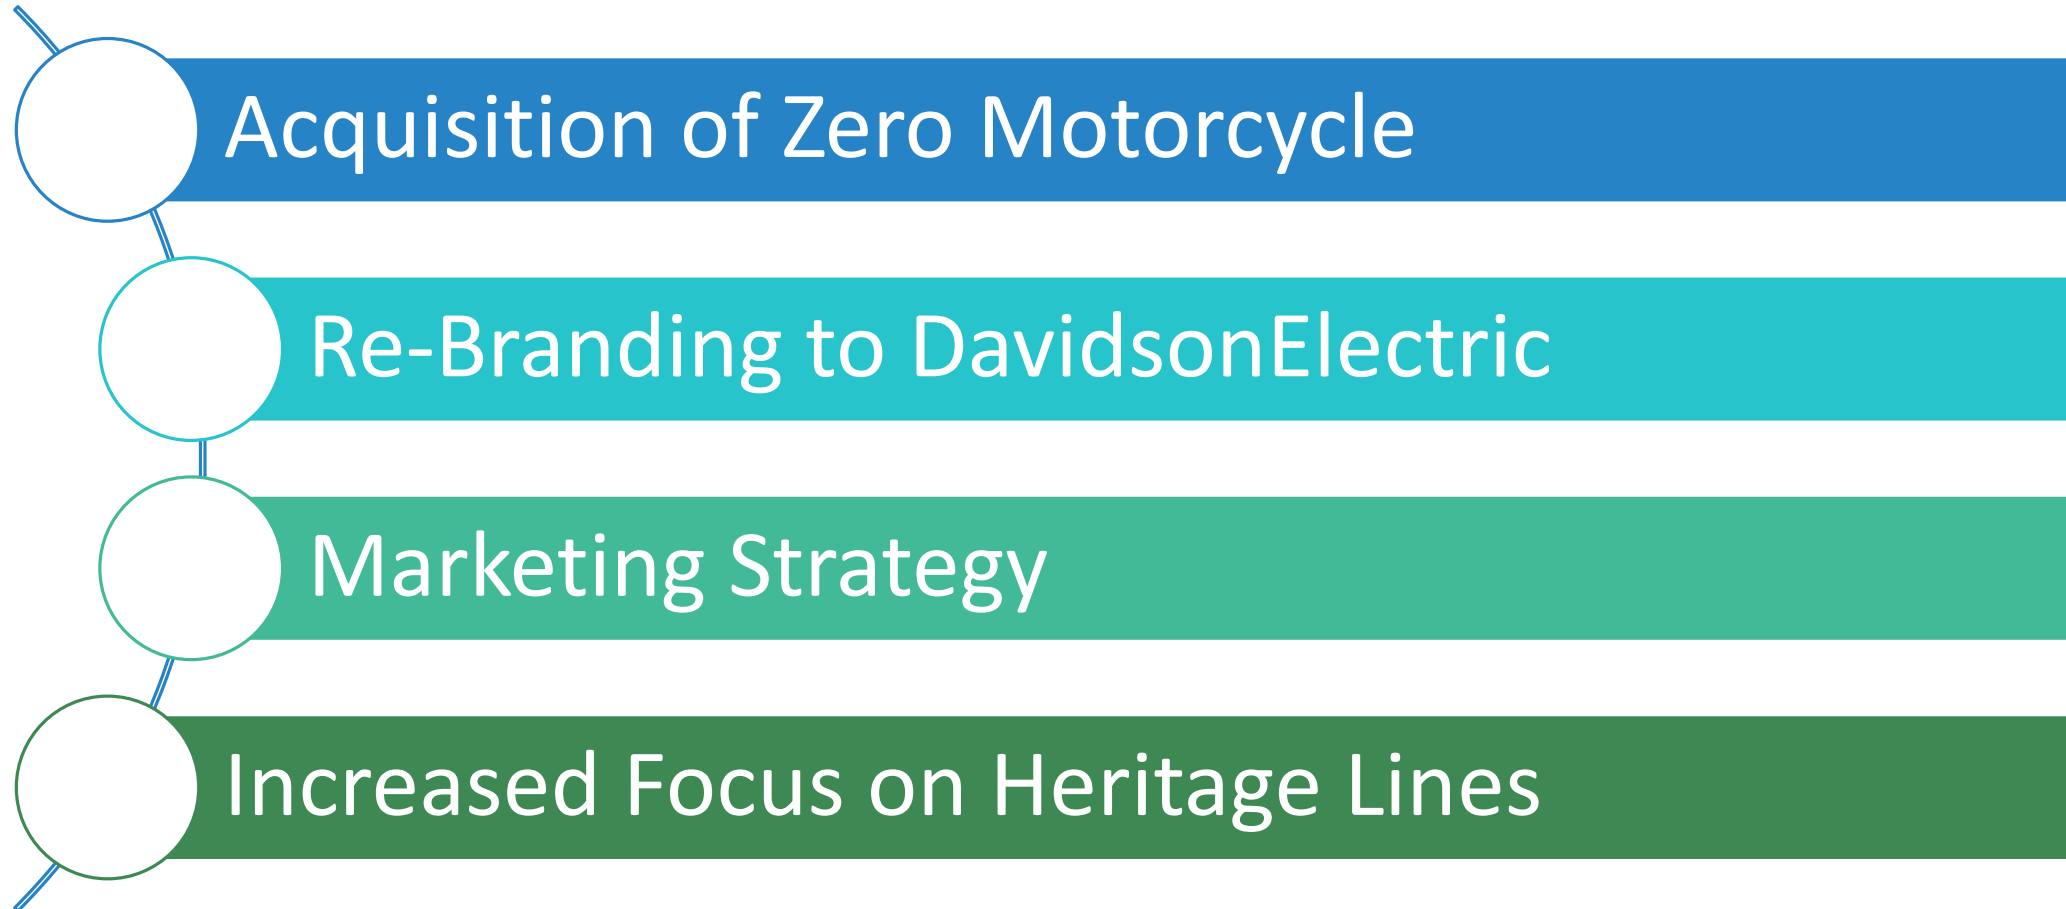 Acquisition of Zero Motorcycle
Re-Branding to DavidsonElectric
Marketing Strategy
Increased Focus on Heritage Lines